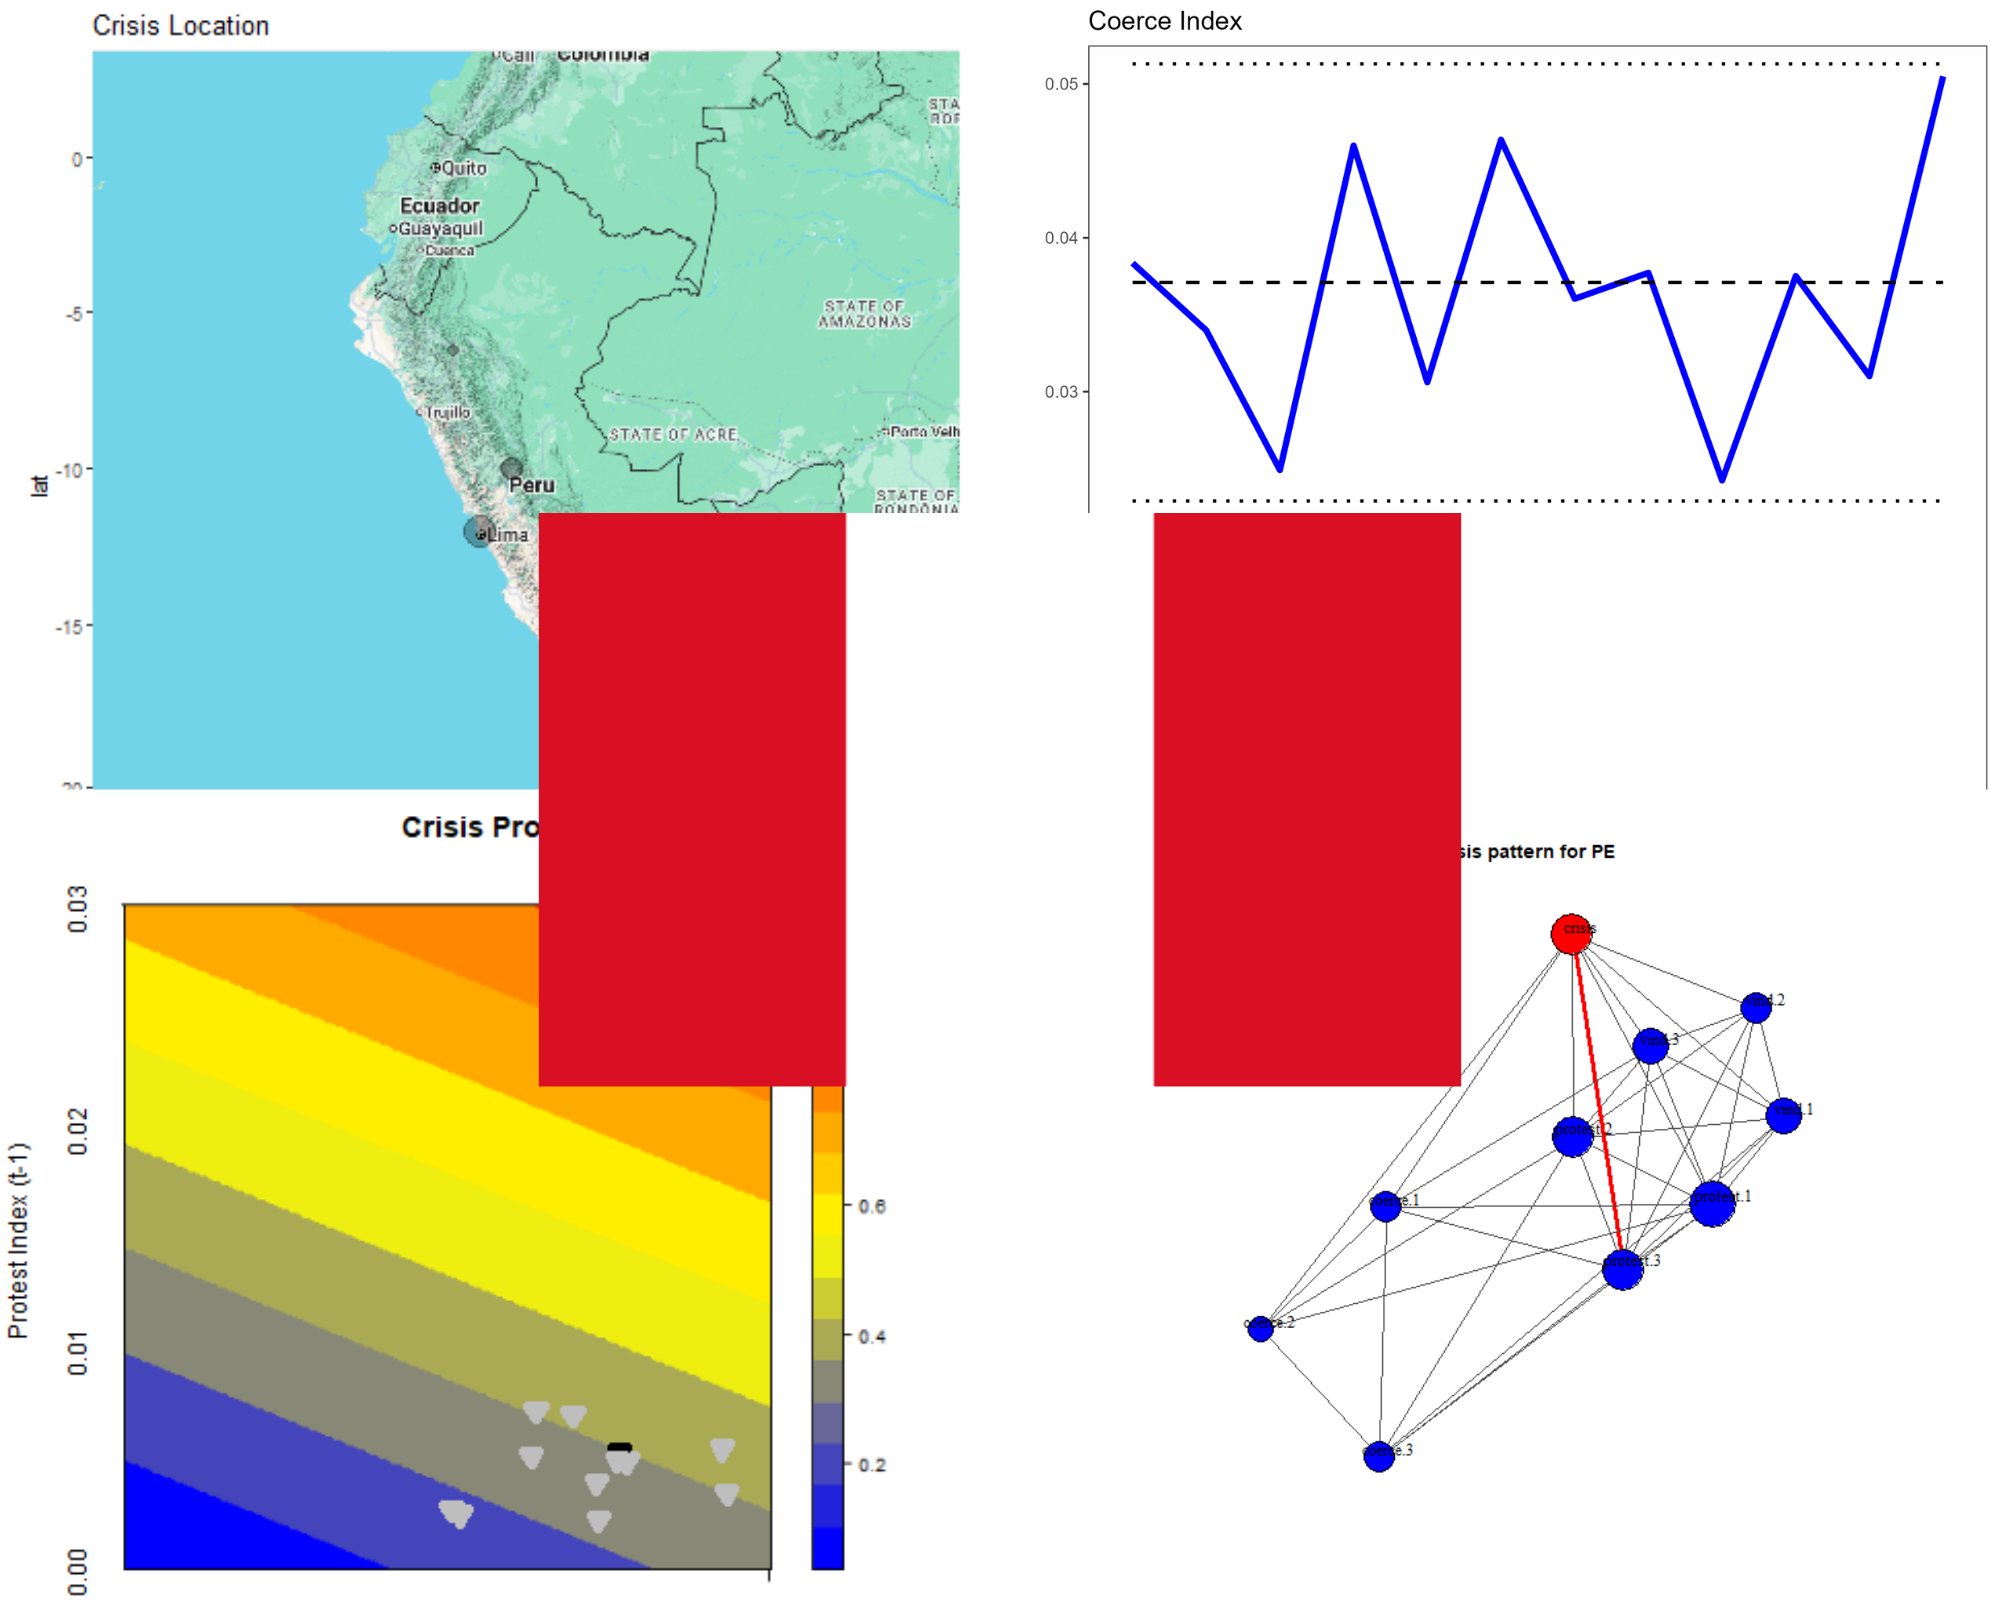 Crisis Location
Cali
Colombia
STA
ROF
0
Quito
Ecuador
Guayaquil
Cuenca
-5
STATE OF
AMAZONAS
Trujillo
STATE OF ACRE
Porto Velh
-10
Peru
STATE OF
RONDÔNIA
lat
Lima
-15
Coerce Index
0.05
0.04
0.03
Crisis Pro
0.03
0.02
0.01
0.00
Protest Index (t-1)
0.6
0.4
0.2
sis pattern for PE
crisis
vind.2
vind.3
vind.1
protest.2
coerce.1
protest.1
protest.3
coerce.2
coerce.3